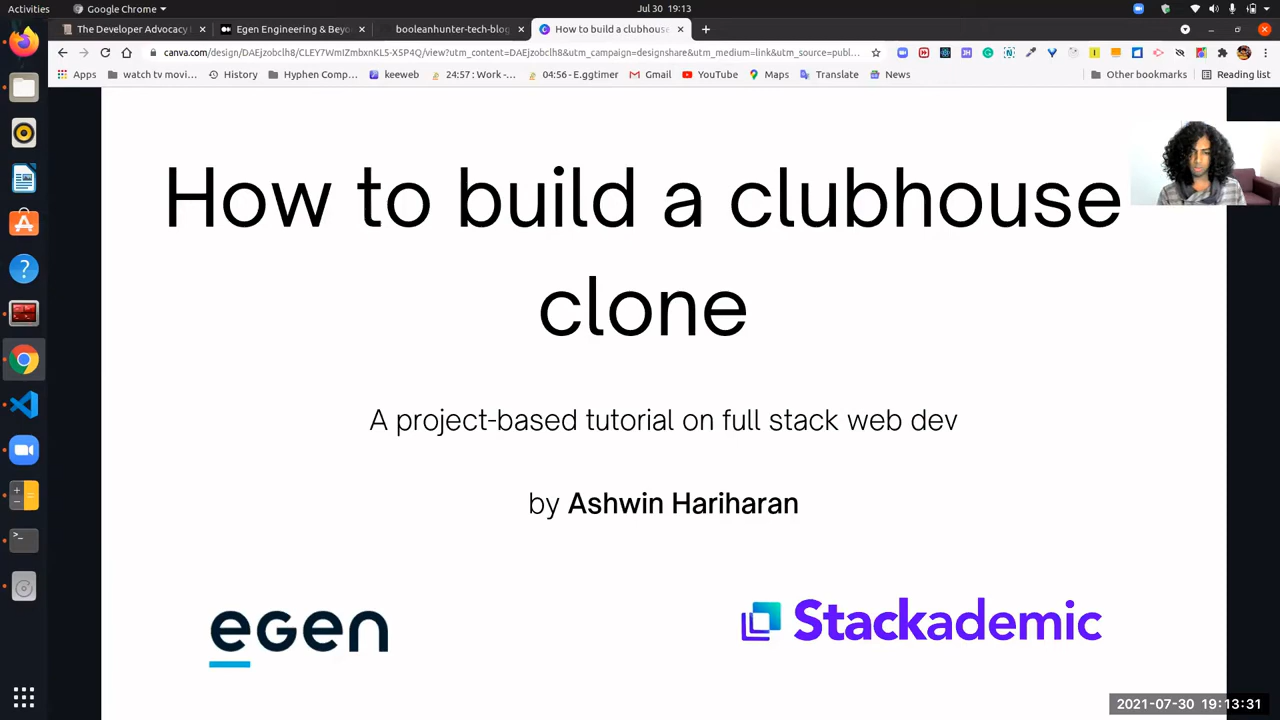 Activities
Google Chrome
Jul 30 19:13
The Developer Advocacy
Egen Engineering & Beyo
booleanhunter-tech-blog
How to build a clubhouse
canva.com/design/DAEjzobclh8/CLEY7WmIZmbxnKLS-XSP4Q/view?utm_content=DAEjzobclh8&utm_campaign=designshare&utm_medium=link&utm_source=publ...
Apps
watch tv movi...
History
Hyphen Comp...
keeweb
24:57 : Work -...
04:56 - E.ggtimer
Gmail
YouTube
Maps
Translate
News
Other bookmarks
Reading list
How to build a clubhouse
clone
A project-based tutorial on full stack web dev
by Ashwin Hariharan
egen
Stackademic
2021-07-30 19:13:31